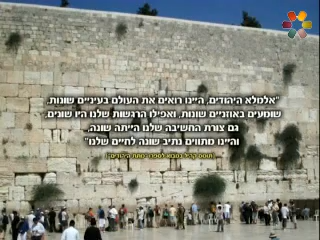 "אלמלא היהודים, היינו רואים את העולם בעיניים שונות,
שומעים באוזניים שונות, ואפילו הרגשות שלנו היו שונים.
גם צורת החשיבה שלנו הייתה שונה,
והיינו מתווים נתיב שונה לחיים שלנו"